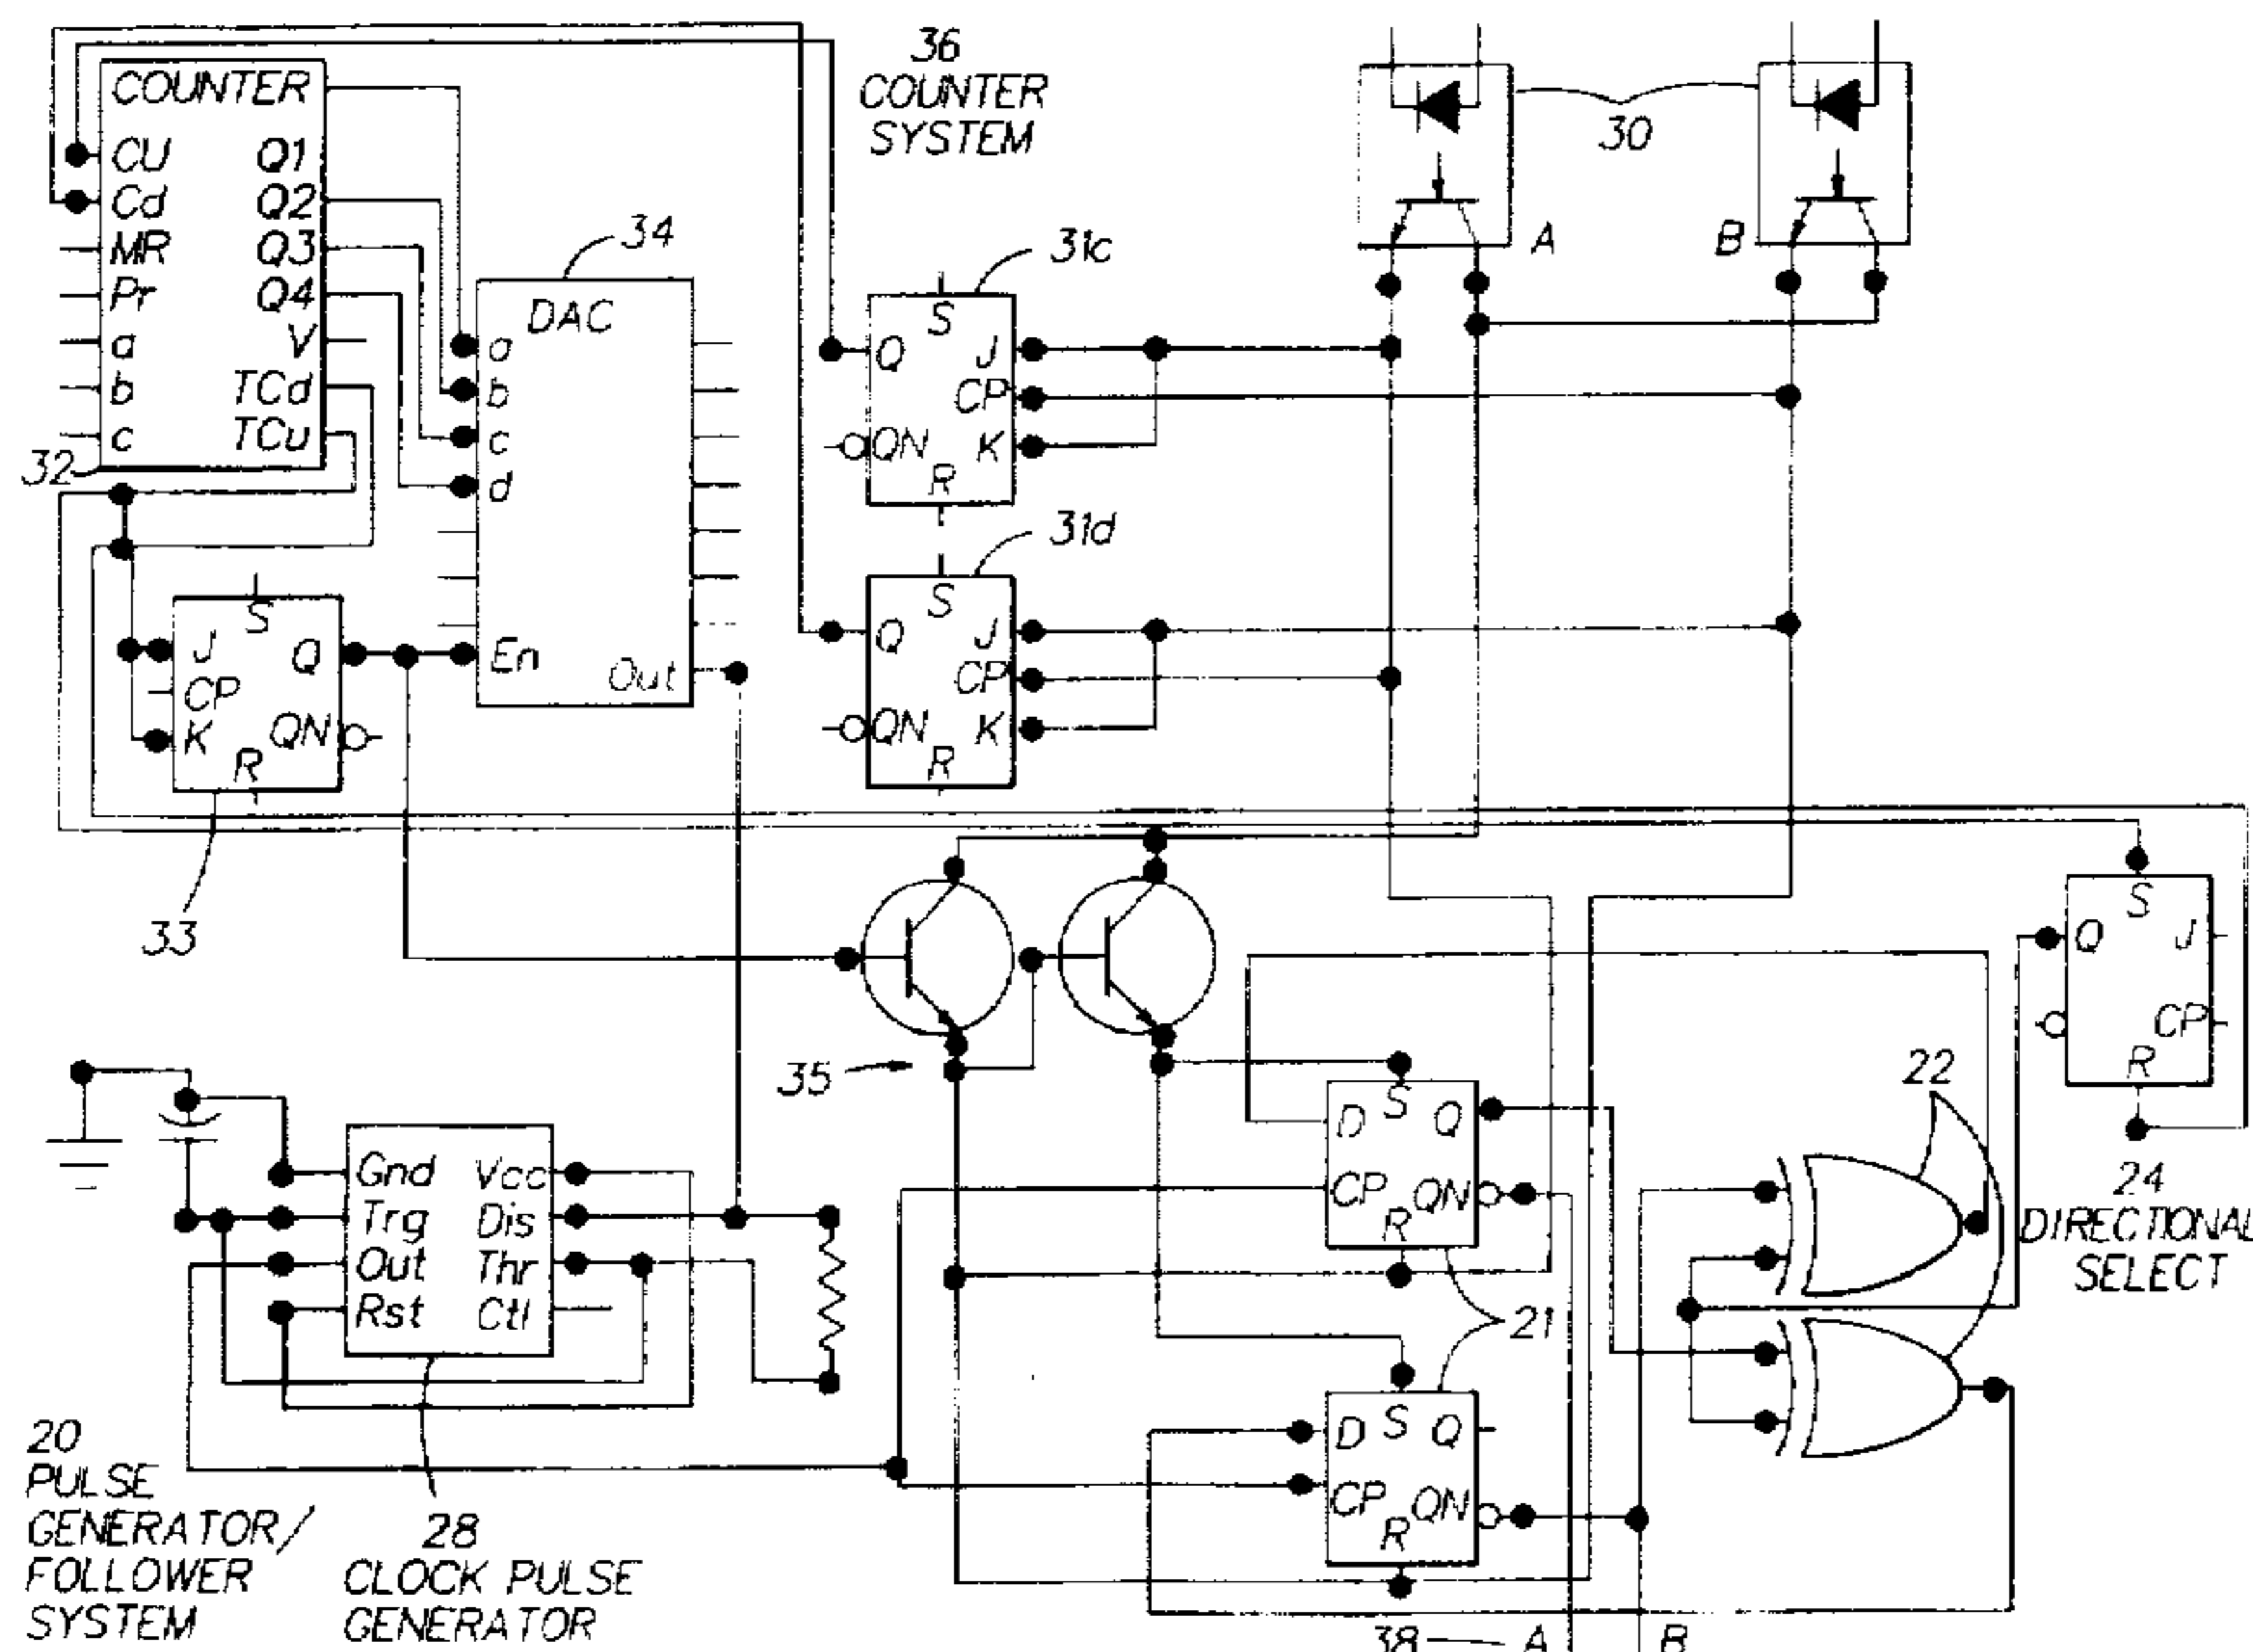 36
COUNTER
SYSTEM
COUNTER
CU Q1
Cd Q2
MR Q3
Pr Q4
a V
b TCd
c TCu
32
34
DAC
a
b
c
d
En
Out
31c
S
Q J
CP
QN K
R
31d
S
Q J
CP
QN K
R
30
A
B
S
J Q
CP
K QN
R
33
35
S
Q J
CP
R
24
DIRECTIONAL
SELECT
22
D S Q
CP QN
R
21
D S Q
CP QN
R
Gnd Vcc
Trg Dis
Out Thr
Rst Ctl
20
PULSE
GENERATOR/
FOLLOWER
SYSTEM
28
CLOCK PULSE
GENERATOR
38 A B